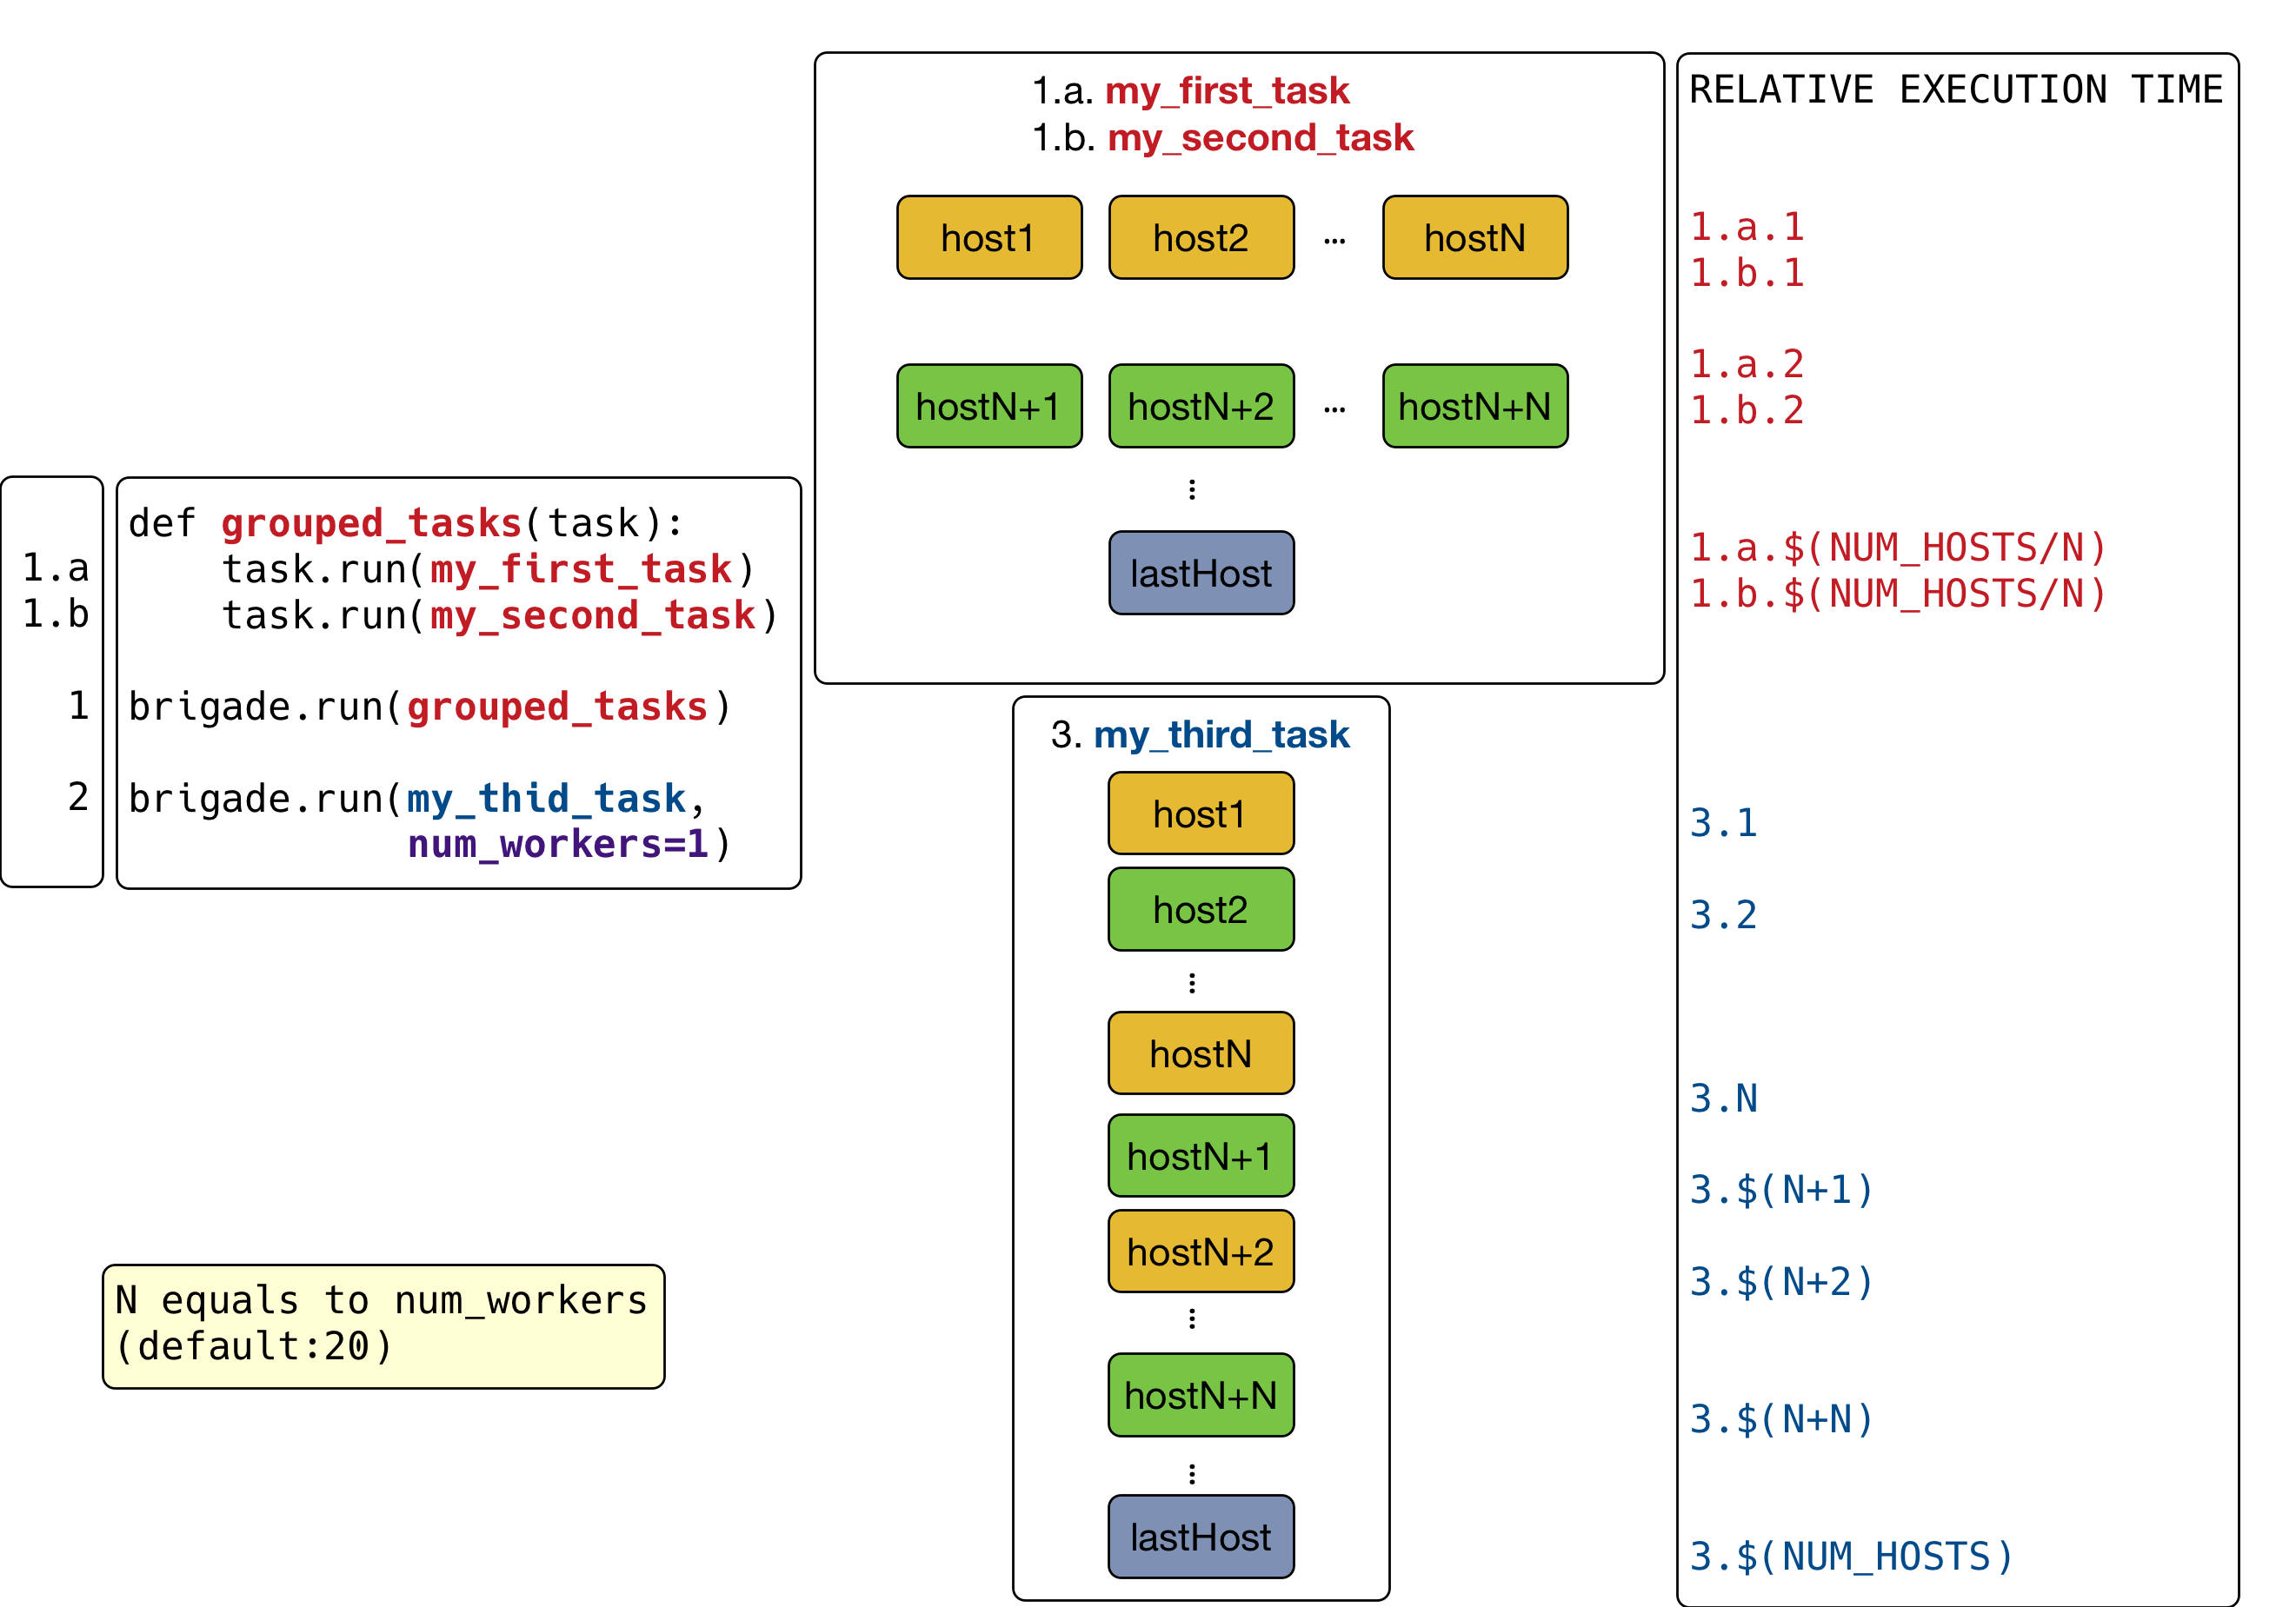 1.a
1.b
1
2
def grouped_tasks(task):
task.run(my_first_task)
task.run(my_second_task)
brigade.run(grouped_tasks)
brigade.run(my_thid_task,
num_workers=1)
N equals to num_workers
(default:20)
1.a. my_first_task
1.b. my_second_task
host1 host2 ... hostN
hostN+1 hostN+2 ... hostN+N
...
lastHost
3. my_third_task
host1
host2
...
hostN
hostN+1
hostN+2
...
hostN+N
...
lastHost
RELATIVE EXECUTION TIME
1.a.1
1.b.1
1.a.2
1.b.2
1.a.$(NUM_HOSTS/N)
1.b.$(NUM_HOSTS/N)
3.1
3.2
3.N
3.$(N+1)
3.$(N+2)
3.$(N+N)
3.$(NUM_HOSTS)